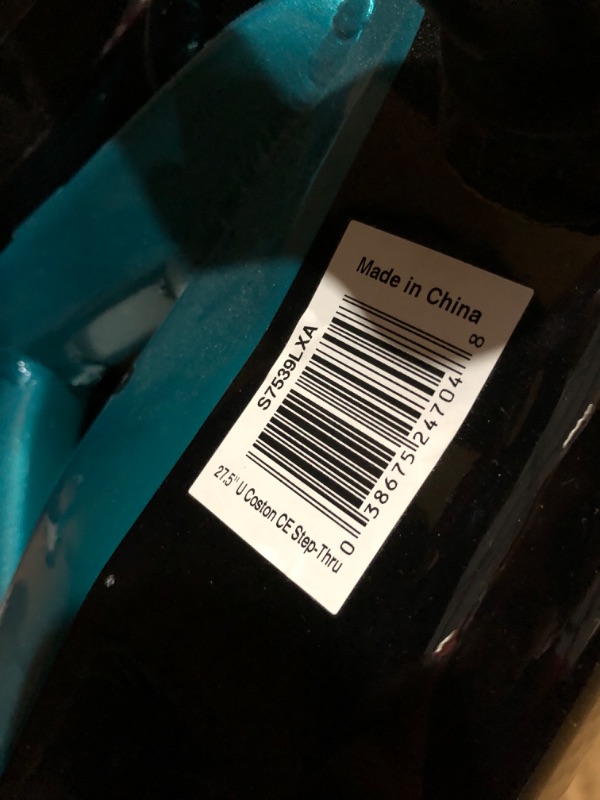 Made in China
S7539LXA
0 38675 24704 8
27.5" U Coston CE Step-Thru